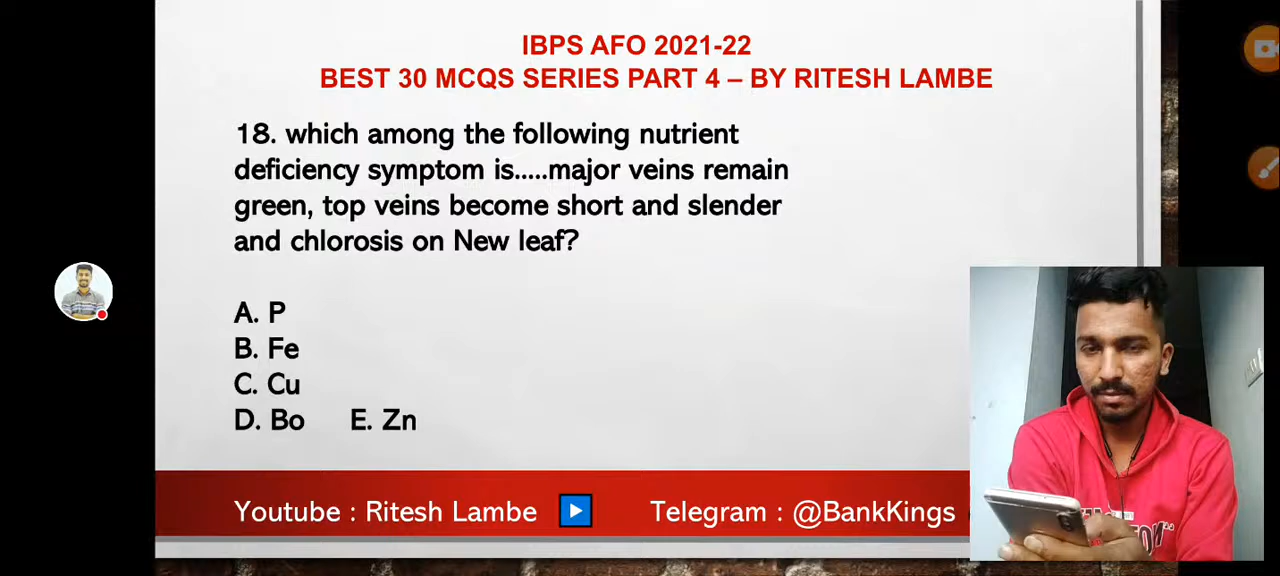 IBPS AFO 2021-22
BEST 30 MCQS SERIES PART 4 – BY RITESH LAMBE
18. which among the following nutrient
deficiency symptom is.....major veins remain
green, top veins become short and slender
and chlorosis on New leaf?
A. P
B. Fe
C. Cu
D. Bo E. Zn
Youtube : Ritesh Lambe Telegram : @BankKings